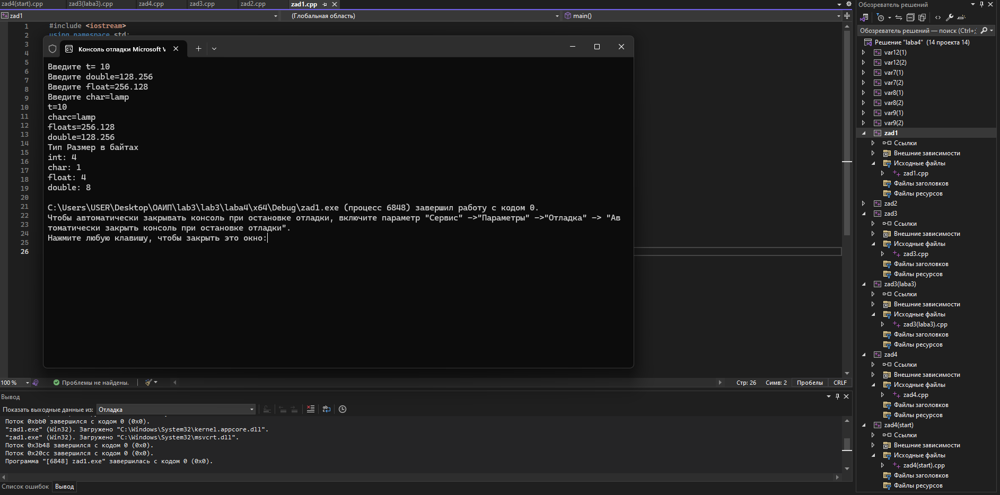 zad4(start).cpp zad3(laba3).cpp zad4.cpp zad3.cpp zad2.cpp zad1.cpp
zad1 (Глобальная область) main()
1 #include <iostream>
2 using namespace std;
3
4
5
6
7
8
9
10
11
12
13
14
15
16
17
18
19
20
21
22
23
24
25
26
Консоль отладки Microsoft V
Введите t= 10
Введите double=128.256
Введите float=256.128
Введите char=lamp
t=10
charc=lamp
floats=256.128
double=128.256
Тип Размер в байтах
int: 4
char: 1
float: 4
double: 8
C:\Users\USER\Desktop\ОАИП\lab3\lab3\laba4\x64\Debug\zad1.exe (процесс 6848) завершил работу с кодом 0.
Чтобы автоматически закрывать консоль при остановке отладки, включите параметр "Сервис" ->"Параметры" ->"Отладка" -> "Ав
томатически закрыть консоль при остановке отладки".
Нажмите любую клавишу, чтобы закрыть это окно:
100 % Проблемы не найдены. Стр: 26 Симв: 2 Пробелы CRLF
Вывод
Показать выходные данные из: Отладка
Поток 0xbb0 завершился с кодом 0 (0x0).
"zad1.exe" (Win32). Загружено "C:\Windows\System32\kernel.appcore.dll".
"zad1.exe" (Win32). Загружено "C:\Windows\System32\msvcrt.dll".
Поток 0x3b48 завершился с кодом 0 (0x0).
Поток 0x20cc завершился с кодом 0 (0x0).
Программа "[6848] zad1.exe" завершилась с кодом 0 (0x0).
Список ошибок Вывод
Обозреватель решений
Обозреватель решений — поиск (Ctrl+;
Решение "laba4" (14 проекта 14)
var12(1)
var12(2)
var7(1)
var7(2)
var8(1)
var8(2)
var9(1)
var9(2)
zad1
Ссылки
Внешние зависимости
Исходные файлы
zad1.cpp
Файлы заголовков
Файлы ресурсов
zad2
zad3
Ссылки
Внешние зависимости
Исходные файлы
zad3.cpp
Файлы заголовков
Файлы ресурсов
zad3(laba3)
Ссылки
Внешние зависимости
Исходные файлы
zad3(laba3).cpp
Файлы заголовков
Файлы ресурсов
zad4
Ссылки
Внешние зависимости
Исходные файлы
zad4.cpp
Файлы заголовков
Файлы ресурсов
zad4(start)
Ссылки
Внешние зависимости
Исходные файлы
zad4(start).cpp
Файлы заголовков
Файлы ресурсов